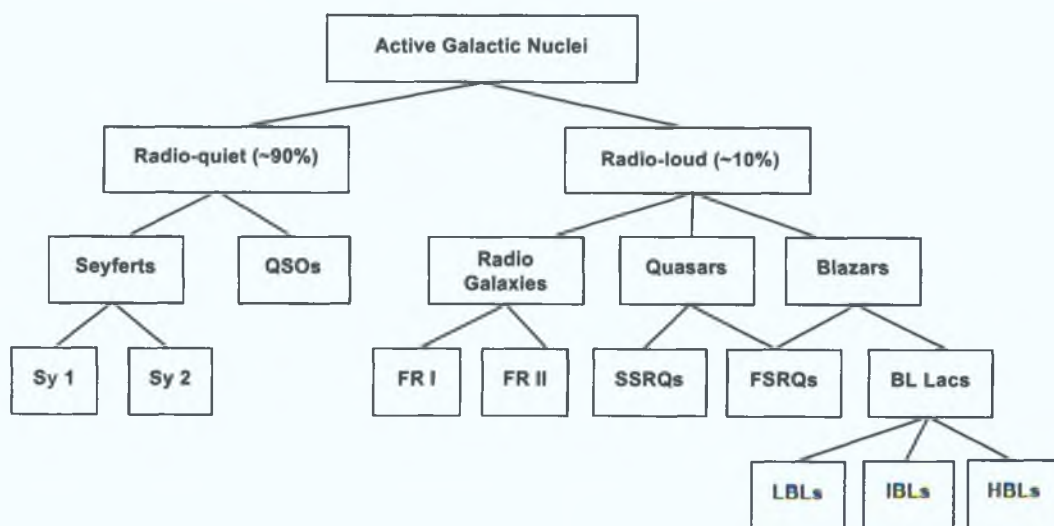 Active Galactic Nuclei
Radio-quiet (~90%)
Radio-loud (~10%)
Seyferts
QSOs
Radio
Galaxies
Quasars
Blazars
Sy 1
Sy 2
FR I
FR II
SSRQs
FSRQs
BL Lacs
LBLs
IBLs
HBLs